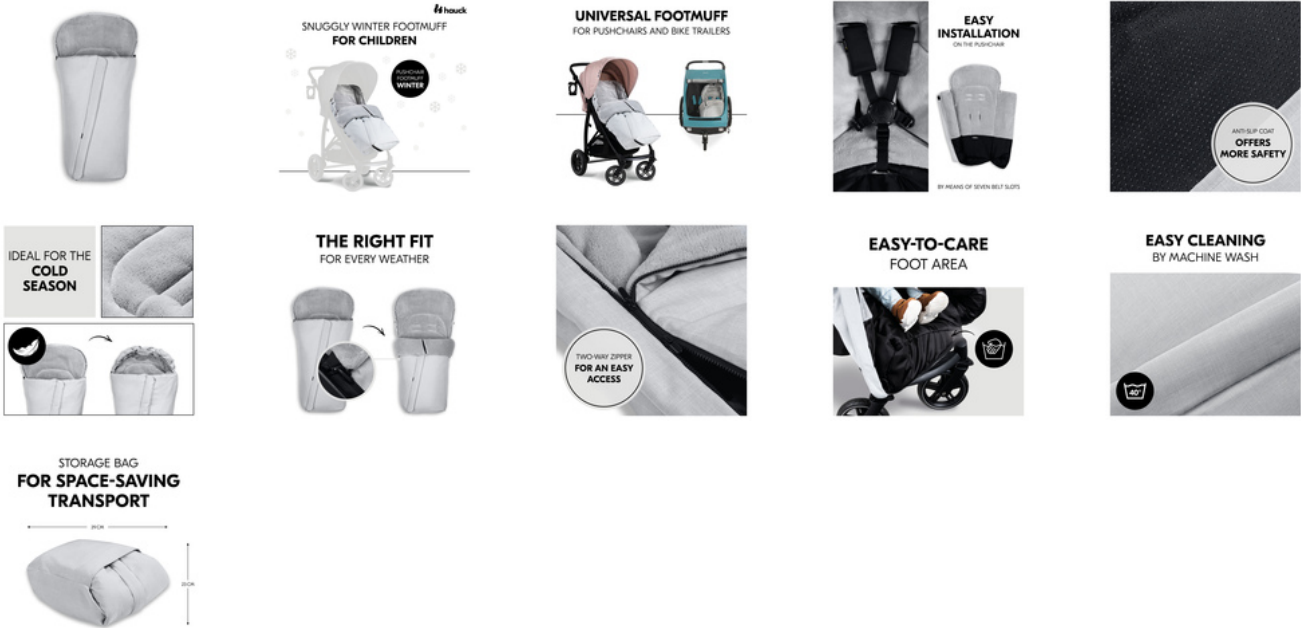 hauck
SNUGGLY WINTER FOOTMUFF
FOR CHILDREN
PUSHCHAIR
FOOTMUFF
WINTER
UNIVERSAL FOOTMUFF
FOR PUSHCHAIRS AND BIKE TRAILERS
EASY
INSTALLATION
ON THE PUSHCHAIR
BY MEANS OF SEVEN BELT SLOTS
ANTI-SLIP COAT
OFFERS
MORE SAFETY
IDEAL FOR THE
COLD
SEASON
THE RIGHT FIT
FOR EVERY WEATHER
TWO-WAY ZIPPER
FOR AN EASY
ACCESS
EASY-TO-CARE
FOOT AREA
EASY CLEANING
BY MACHINE WASH
40°
STORAGE BAG
FOR SPACE-SAVING
TRANSPORT